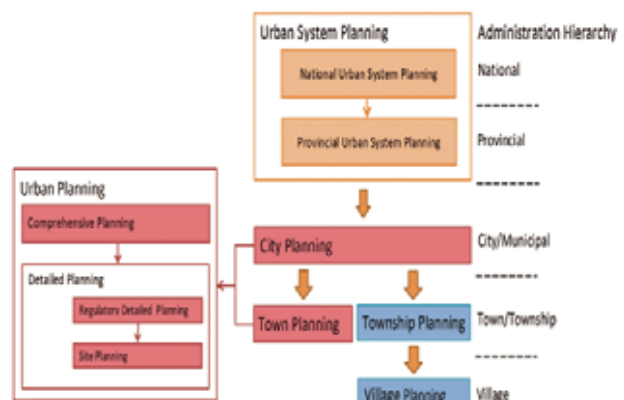 Urban System Planning
Administration Hierarchy
National Urban System Planning
National
Provincial Urban System Planning
Provincial
Urban Planning
Comprehensive Planning
City Planning
City/Municipal
Detailed Planning
Regulatory Detailed Planning
Town Planning
Township Planning
Town/Township
Site Planning
Village Planning
Village